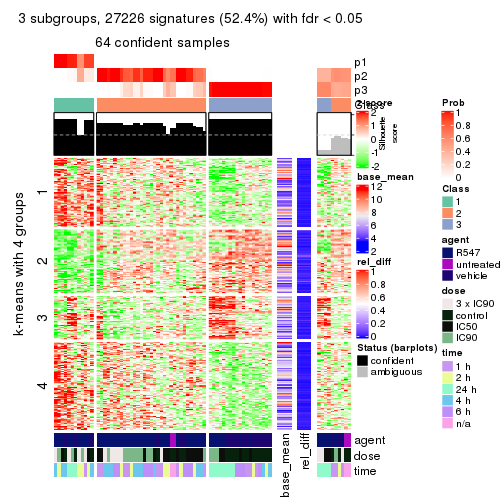 3 subgroups, 27226 signatures (52.4%) with fdr < 0.05
64 confident samples
p1
p2
p3
Class
Silhouette
score
k-means with 4 groups
1
2
3
4
agent
dose
time
base_mean
rel_diff
z-score
2
1
0
-1
-2
base_mean
12
10
8
6
4
2
rel_diff
1
0.8
0.6
0.4
0.2
0
Status (barplots)
confident
ambiguous
Prob
1
0.8
0.6
0.4
0.2
0
Class
1
2
3
agent
R547
untreated
vehicle
dose
3 x IC90
control
IC50
IC90
time
1 h
2 h
24 h
4 h
6 h
n/a